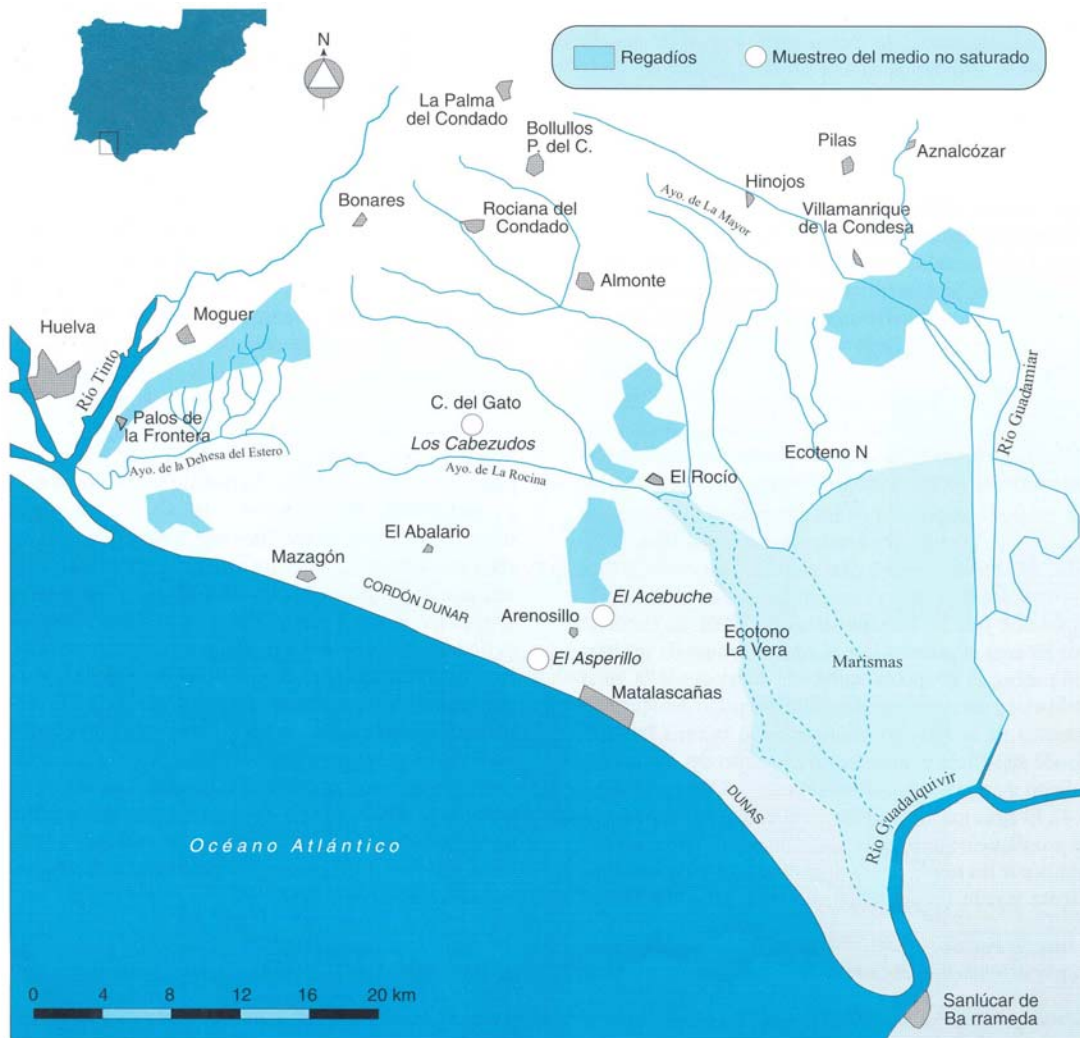 N
Regadíos
Muestreo del medio no saturado
La Palma
del Condado
Bollullos
P. del C.
Pilas
Aznalcózar
Hinojos
Ayo. de La Mayor
Bonares
Rociana del
Condado
Villamanrique
de la Condesa
Almonte
Huelva
Moguer
Río Tinto
Río Guadamiar
Palos de
la Frontera
C. del Gato
Los Cabezudos
Ayo. de la Dehesa del Estero
Ayo. de La Rocina
El Rocío
Ecoteno N
El Abalario
Mazagón
CORDÓN DUNAR
El Acebuche
Arenosillo
Ecotono
La Vera
Marismas
El Asperillo
Matalascañas
DUNAS
Río Guadalquivir
Océano Atlántico
0 4 8 12 16 20 km
Sanlúcar de
Ba rrameda